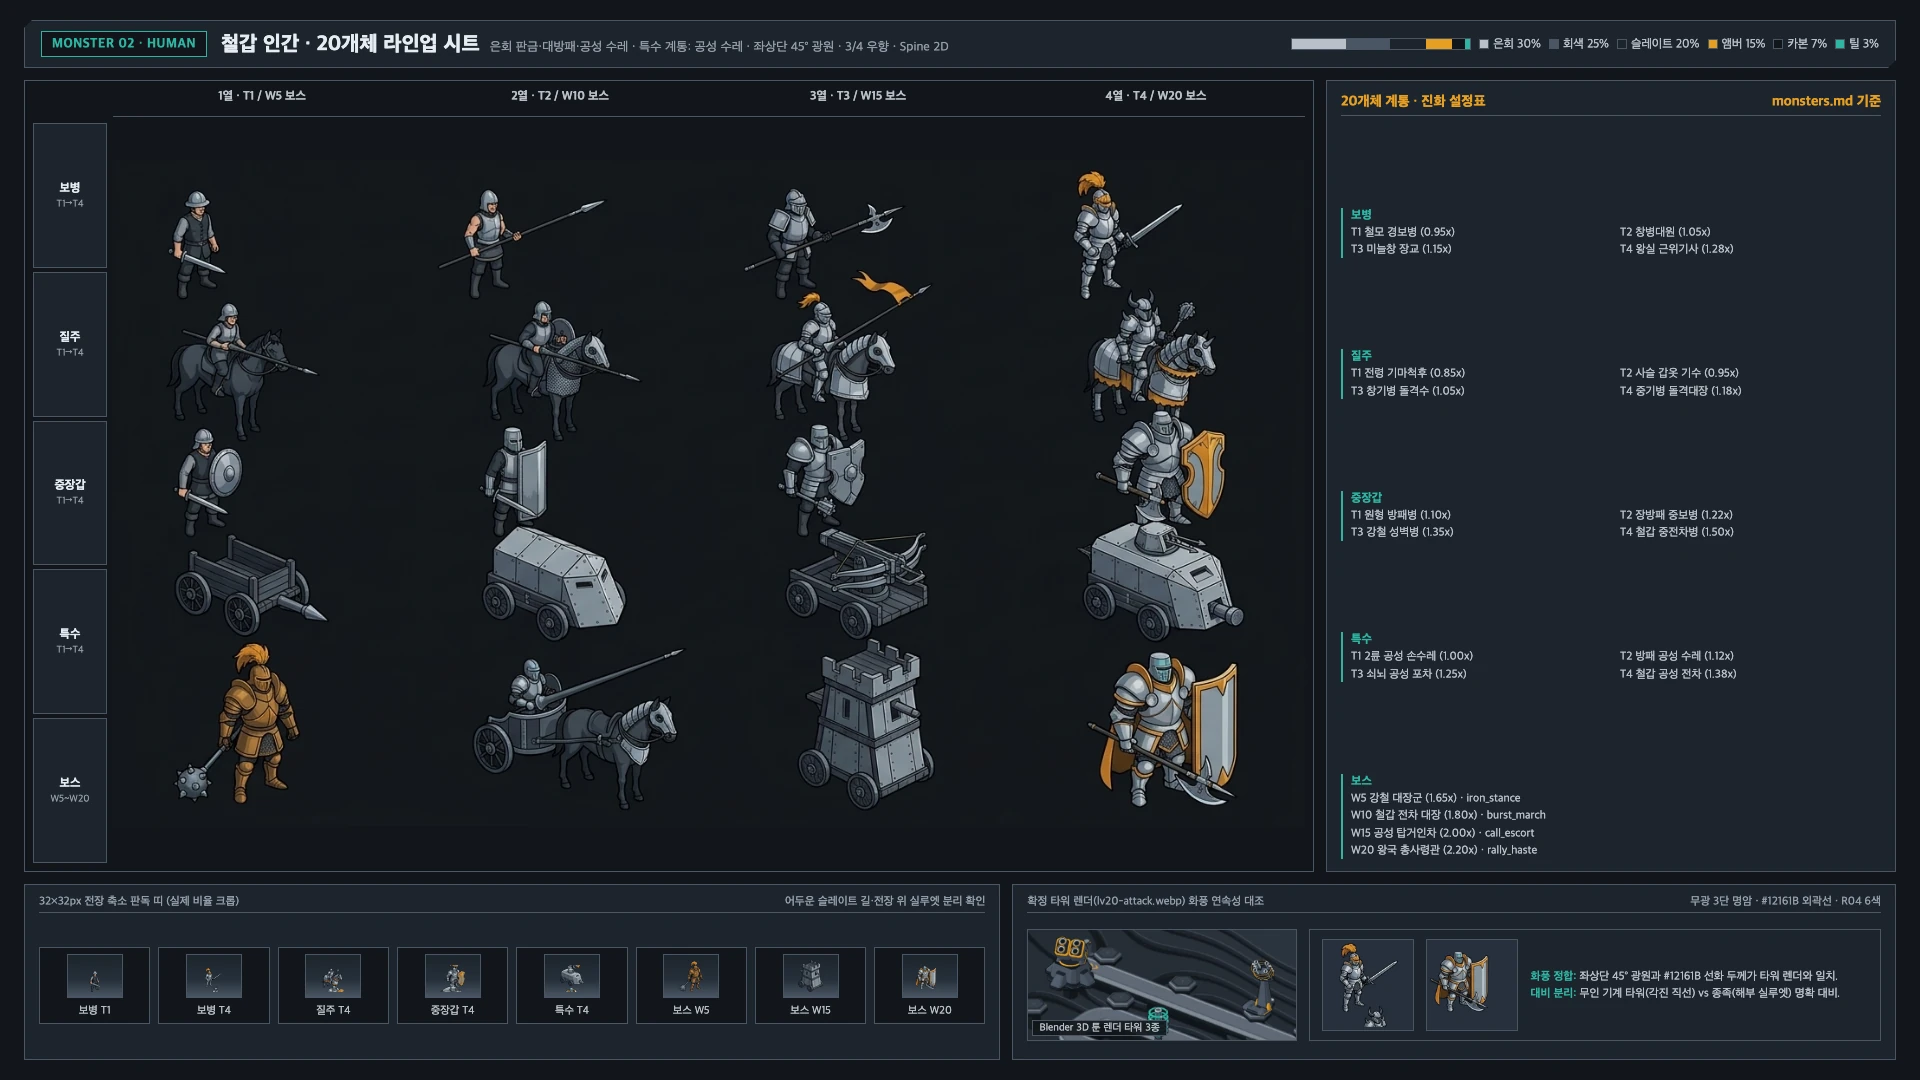 MONSTER 02 · HUMAN
철갑 인간 · 20개체 라인업 시트
은회 판금·대방패·공성 수레 · 특수 계통: 공성 수레 · 좌상단 45° 광원 · 3/4 우향 · Spine 2D
은회 30% 회색 25% 슬레이트 20% 앰버 15% 카본 7% 틸 3%
1열 · T1 / W5 보스
2열 · T2 / W10 보스
3열 · T3 / W15 보스
4열 · T4 / W20 보스
보병
T1→T4
질주
T1→T4
중장갑
T1→T4
특수
T1→T4
보스
W5~W20
20개체 계통 · 진화 설정표
monsters.md 기준
보병
T1 철모 경보병 (0.95x)
T2 창병대원 (1.05x)
T3 미늘창 장교 (1.15x)
T4 왕실 근위기사 (1.28x)
질주
T1 전령 기마척후 (0.85x)
T2 사슬 갑옷 기수 (0.95x)
T3 창기병 돌격수 (1.05x)
T4 중기병 돌격대장 (1.18x)
중장갑
T1 원형 방패병 (1.10x)
T2 장방패 중보병 (1.22x)
T3 강철 성벽병 (1.35x)
T4 철갑 중전차병 (1.50x)
특수
T1 2륜 공성 손수레 (1.00x)
T2 방패 공성 수레 (1.12x)
T3 쇠뇌 공성 포차 (1.25x)
T4 철갑 공성 전차 (1.38x)
보스
W5 강철 대장군 (1.65x) · iron_stance
W10 철갑 전차 대장 (1.80x) · burst_march
W15 공성 탑거인차 (2.00x) · call_escort
W20 왕국 총사령관 (2.20x) · rally_haste
32×32px 전장 축소 판독 띠 (실제 비율 크롭)
어두운 슬레이트 길·전장 위 실루엣 분리 확인
보병 T1
보병 T4
질주 T4
중장갑 T4
특수 T4
보스 W5
보스 W15
보스 W20
확정 타워 렌더(lv20-attack.webp) 화풍 연속성 대조
무광 3단 명암 · #12161B 외곽선 · R04 6색
Blender 3D 툰 렌더 타워 3종
화풍 정합: 좌상단 45° 광원과 #12161B 선화 두께가 타워 렌더와 일치.
대비 분리: 무인 기계 타워(각진 직선) vs 종족(해부 실루엣) 명확 대비.